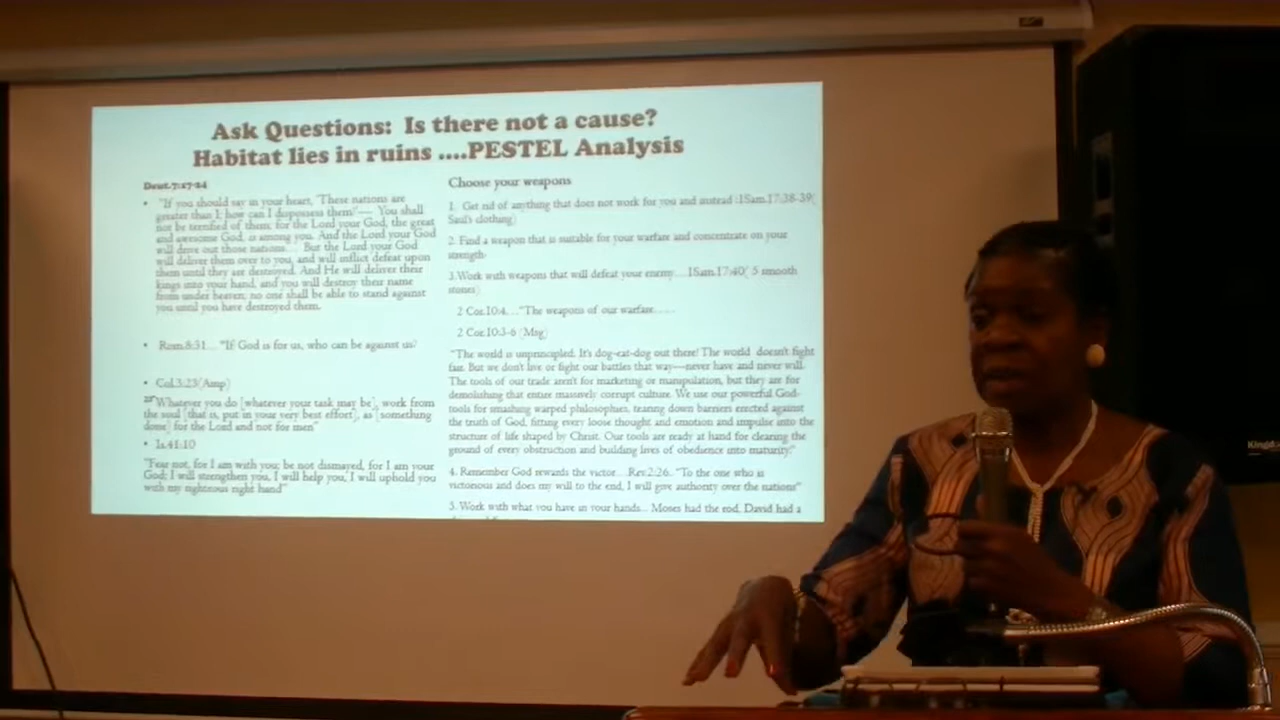 Ask Questions: Is there not a cause?
Habitat lies in ruins ....PESTEL Analysis
Deut.7:17-24
• "If you should say in your heart, 'These nations are
greater than I; how can I dispossess them?'— You shall
not be terrified of them; for the Lord your God, the great
and awesome God, is among you. And the Lord your God
will drive out those nations... But the Lord your God
will deliver them over to you, and will inflict defeat upon
them until they are destroyed. And He will deliver their
kings into your hand, and you will destroy their name
from under heaven; no one shall be able to stand against
you until you have destroyed them.
• Rom.8:31... "If God is for us, who can be against us?
• Col.3:23(Amp)
23"Whatever you do [whatever your task may be], work from
the soul [that is, put in your very best effort], as [something
done] for the Lord and not for men"
• Is.41:10
"Fear not, for I am with you; be not dismayed, for I am your
God; I will strengthen you, I will help you, I will uphold you
with my righteous right hand"
Choose your weapons
1. Get rid of anything that does not work for you and instead :1Sam.17:38-39(
Saul's clothing)
2. Find a weapon that is suitable for your warfare and concentrate on your
strength.
3.Work with weapons that will defeat your enemy....1Sam.17:40( 5 smooth
stones)
2 Cor.10:4..."The weapons of our warfare......
2 Cor.10:3-6 (Msg)
"The world is unprincipled. It's dog-eat-dog out there! The world doesn't fight
fair. But we don't live or fight our battles that way—never have and never will.
The tools of our trade aren't for marketing or manipulation, but they are for
demolishing that entire massively corrupt culture. We use our powerful God-
tools for smashing warped philosophies, tearing down barriers erected against
the truth of God, fitting every loose thought and emotion and impulse into the
structure of life shaped by Christ. Our tools are ready at hand for clearing the
ground of every obstruction and building lives of obedience into maturity."
4. Remember God rewards the victor... Rev.2:26. "To the one who is
victorious and does my will to the end, I will give authority over the nations"
5. Work with what you have in your hands... Moses had the rod, David had a